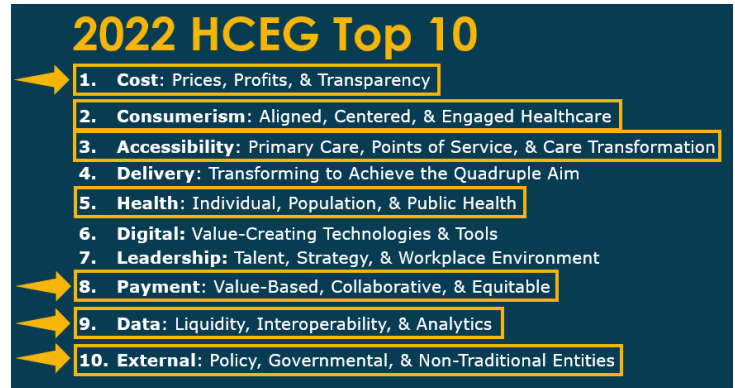 2022 HCEG Top 10
1. Cost: Prices, Profits, & Transparency
2. Consumerism: Aligned, Centered, & Engaged Healthcare
3. Accessibility: Primary Care, Points of Service, & Care Transformation
4. Delivery: Transforming to Achieve the Quadruple Aim
5. Health: Individual, Population, & Public Health
6. Digital: Value-Creating Technologies & Tools
7. Leadership: Talent, Strategy, & Workplace Environment
8. Payment: Value-Based, Collaborative, & Equitable
9. Data: Liquidity, Interoperability, & Analytics
10. External: Policy, Governmental, & Non-Traditional Entities